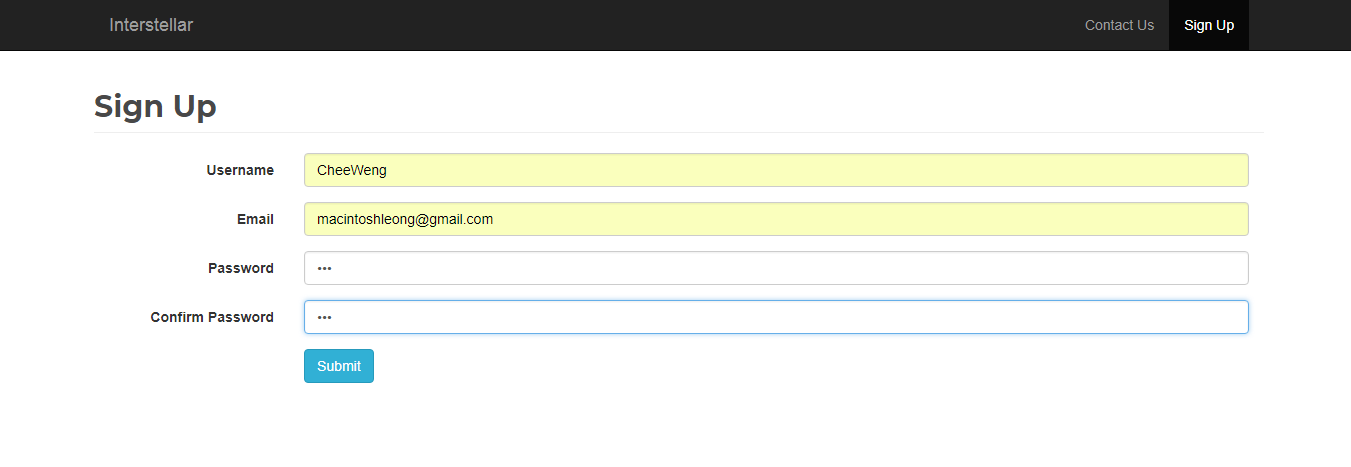 Interstellar Contact Us Sign Up
Sign Up
Username CheeWeng
Email macintoshleong@gmail.com
Password •••
Confirm Password •••
Submit